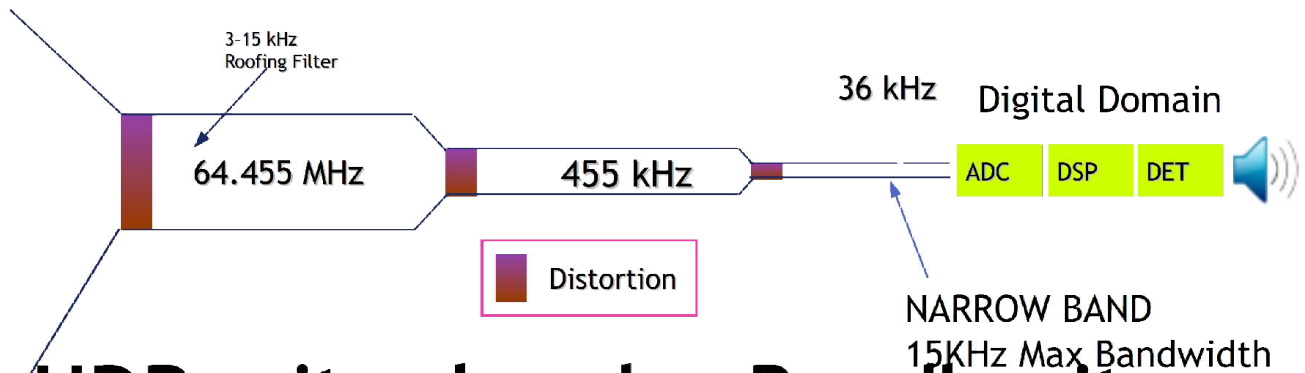 3-15 kHz
Roofing Filter
36 kHz
Digital Domain
64.455 MHz
455 kHz
ADC DSP DET
Distortion
NARROW BAND
15KHz Max Bandwidth